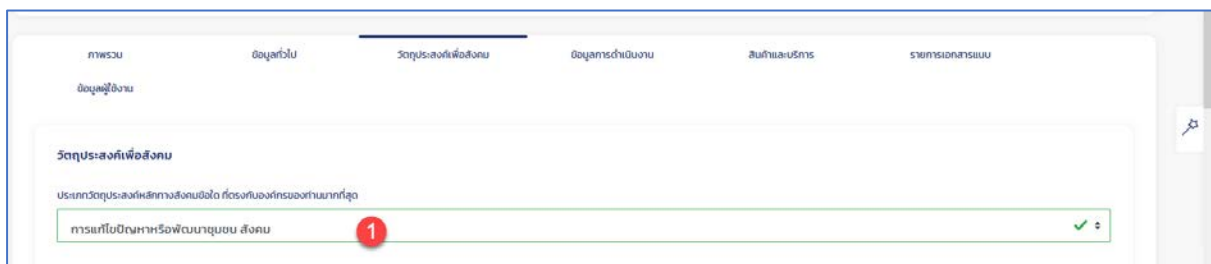 ภาพรวม ข้อมูลทั่วไป วัตถุประสงค์เพื่อสังคม ข้อมูลการดำเนินงาน สินค้าและบริการ รายการเอกสารแนบ
ข้อมูลผู้ใช้งาน
วัตถุประสงค์เพื่อสังคม
ประเภทวัตถุประสงค์หลักทางสังคมข้อใด ที่ตรงกับองค์กรของท่านมากที่สุด
การแก้ไขปัญหาหรือพัฒนาชุมชน สังคม 1